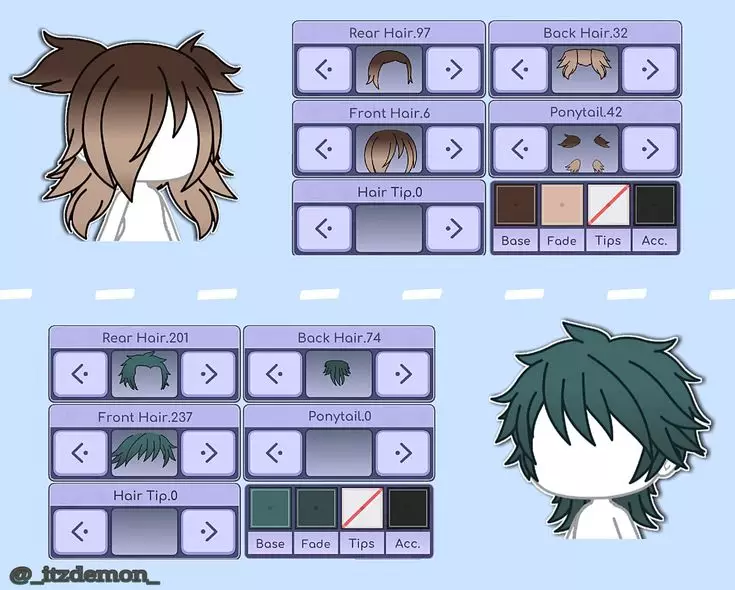 Rear Hair.97
Back Hair.32
Front Hair.6
Ponytail.42
Hair Tip.0
Base Fade Tips Acc.
Rear Hair.201
Back Hair.74
Front Hair.237
Ponytail.0
Hair Tip.0
Base Fade Tips Acc.
@_itzdemon_